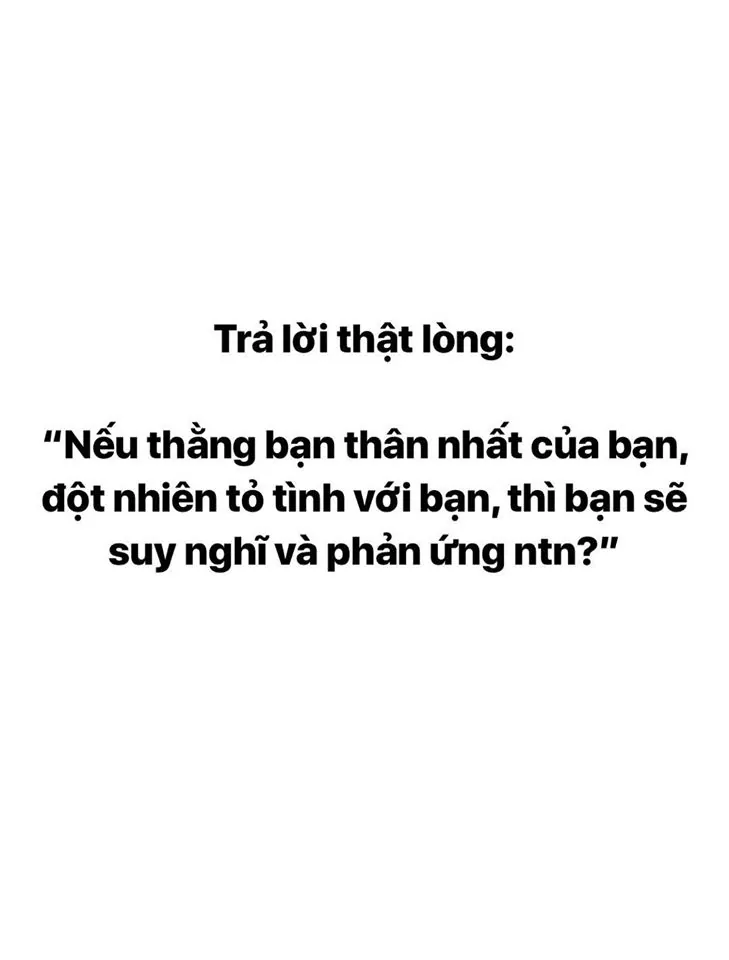 Trả lời thật lòng:
“Nếu thằng bạn thân nhất của bạn,
đột nhiên tỏ tình với bạn, thì bạn sẽ
suy nghĩ và phản ứng ntn?”